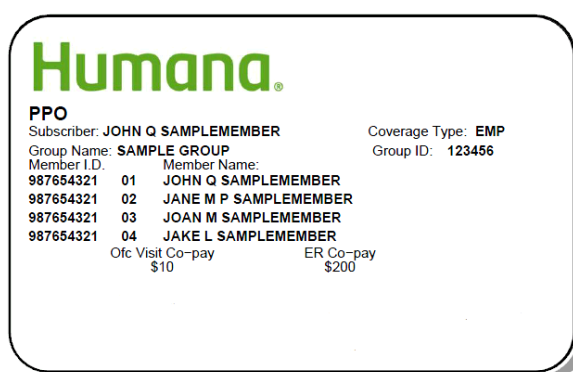 Humana®
PPO
Subscriber: JOHN Q SAMPLEMEMBER Coverage Type: EMP
Group Name: SAMPLE GROUP Group ID: 123456
Member I.D. Member Name:
987654321 01 JOHN Q SAMPLEMEMBER
987654321 02 JANE M P SAMPLEMEMBER
987654321 03 JOAN M SAMPLEMEMBER
987654321 04 JAKE L SAMPLEMEMBER
Ofc Visit Co-pay ER Co-pay
$10 $200